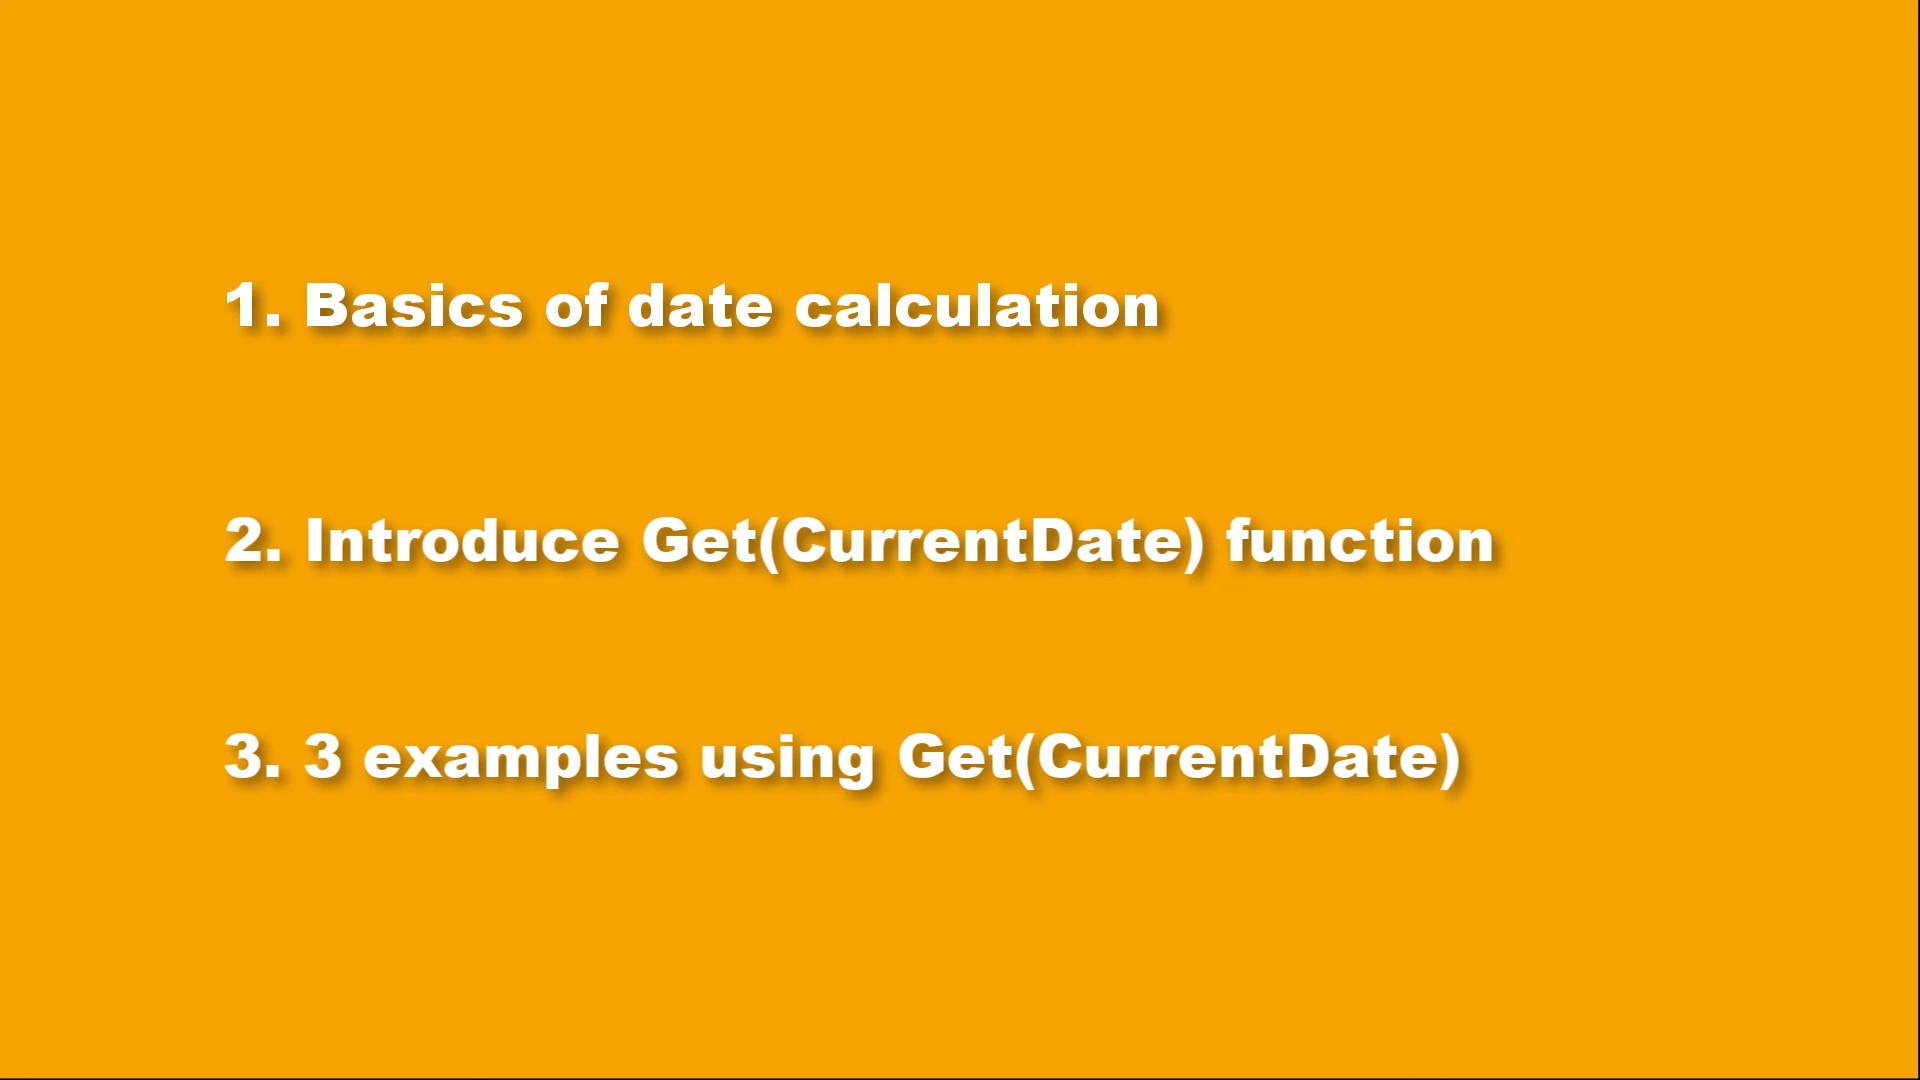 1. Basics of date calculation
2. Introduce Get(CurrentDate) function
3. 3 examples using Get(CurrentDate)